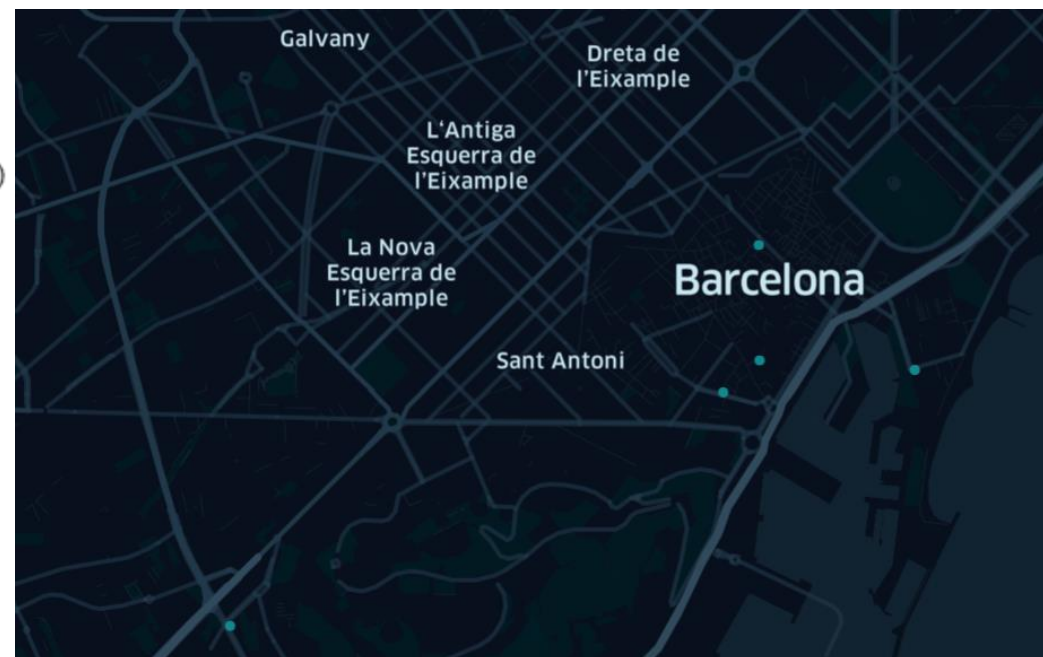 Galvany
Dreta de
l'Eixample
L‘Antiga
Esquerra de
l'Eixample
La Nova
Esquerra de
l'Eixample
Barcelona
Sant Antoni